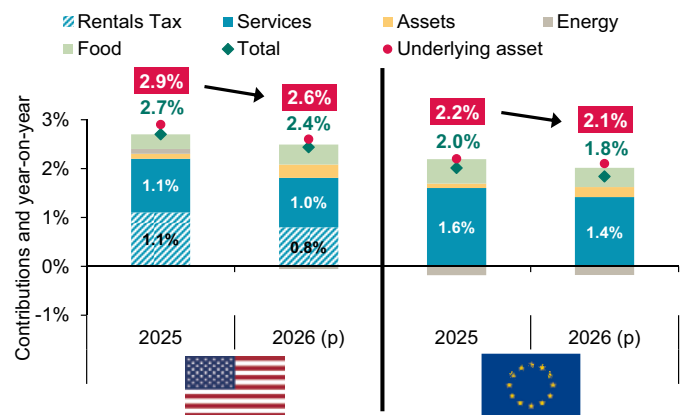 Rentals Tax Services Assets Energy
Food Total Underlying asset
2.9% 2.6% 2.2% 2.1%
2.7% 2.4% 2.0% 1.8%
Contributions and year-on-year
3%
2%
1%
0%
-1%
1.1% 1.0% 1.6% 1.4%
1.1% 0.8%
2025 2026 (p) 2025 2026 (p)